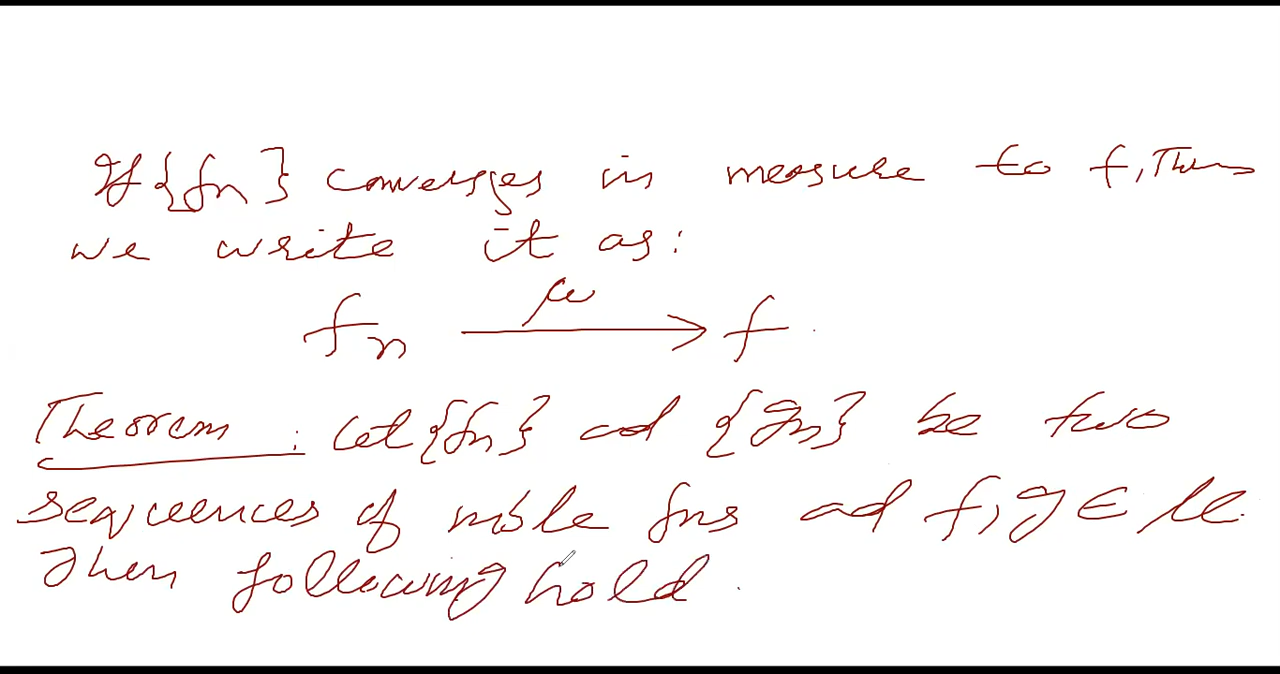 If {fn} converges in measure to f, Then
we write it as:
fn μ→ f.
Theorem: Let {fn} and {gn} be two
sequences of mble fns and f, g ∈ M.
Then following hold.